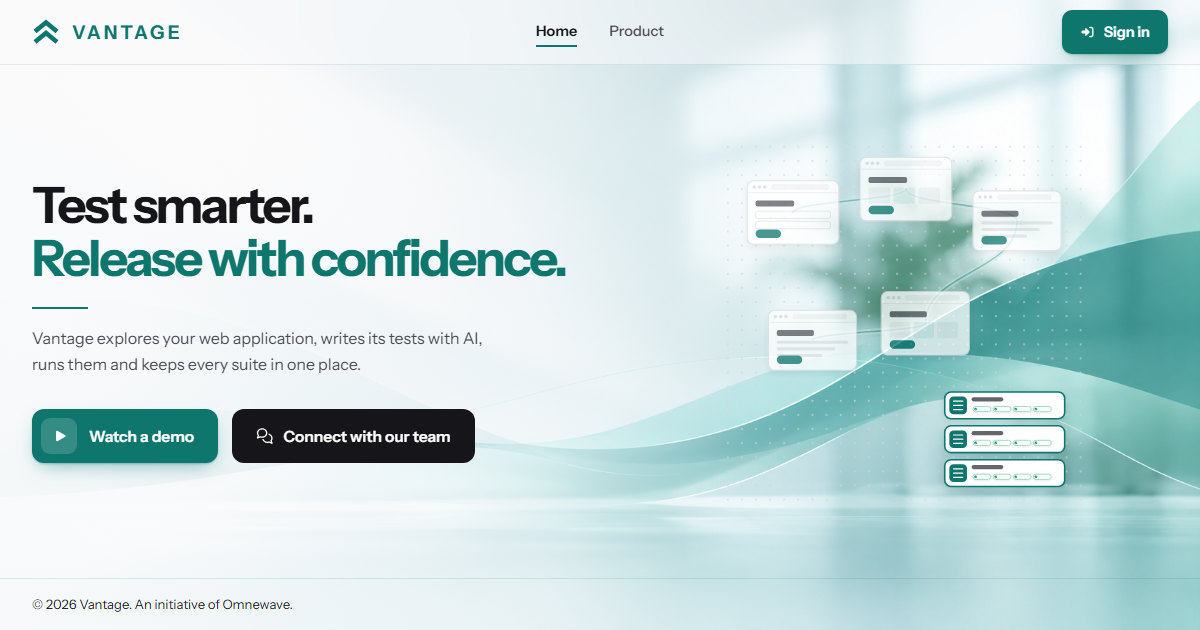 VANTAGE
Home
Product
Sign in
Test smarter.
Release with confidence.
Vantage explores your web application, writes its tests with AI,
runs them and keeps every suite in one place.
Watch a demo
Connect with our team
© 2026 Vantage. An initiative of Omnewave.